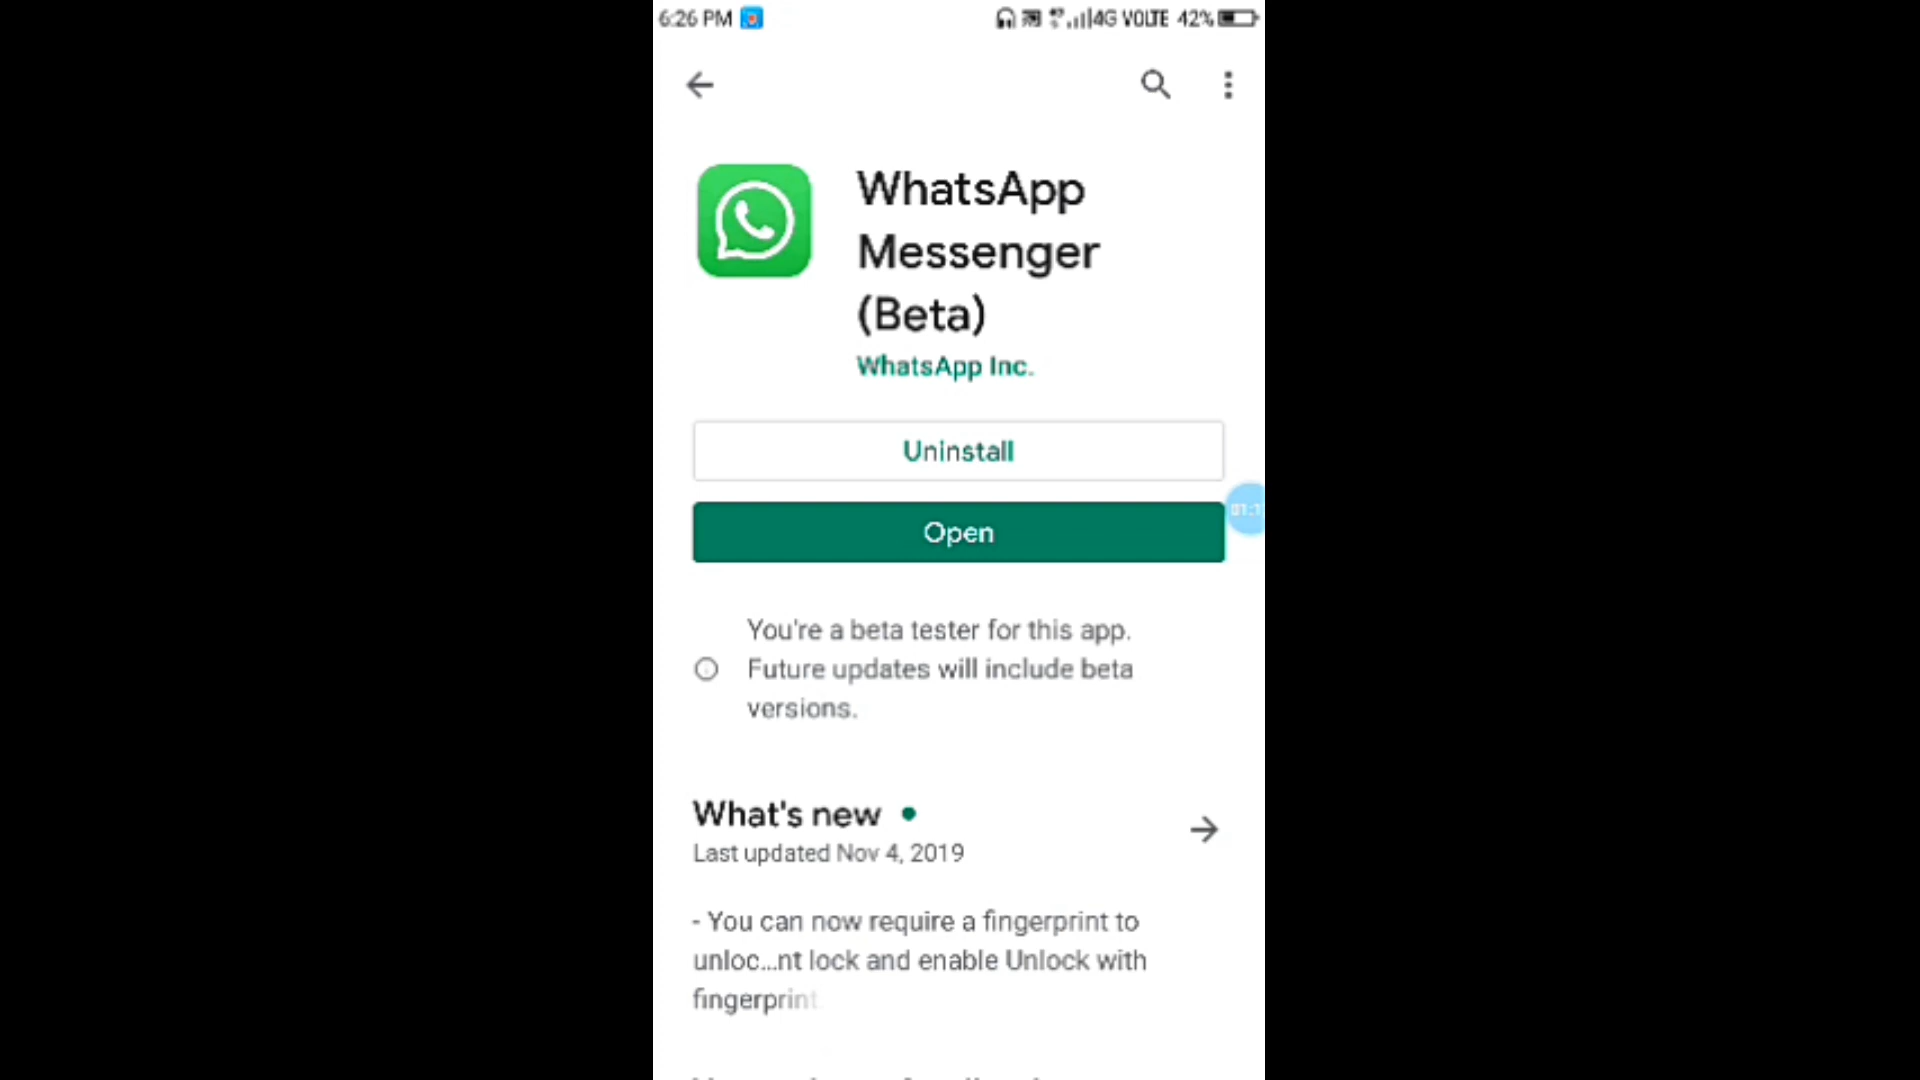 6:26 PM 4G VOLTE 42%
WhatsApp
Messenger
(Beta)
WhatsApp Inc.
Uninstall
Open
You're a beta tester for this app.
Future updates will include beta
versions.
What's new
Last updated Nov 4, 2019
- You can now require a fingerprint to
unloc...nt lock and enable Unlock with
fingerprint